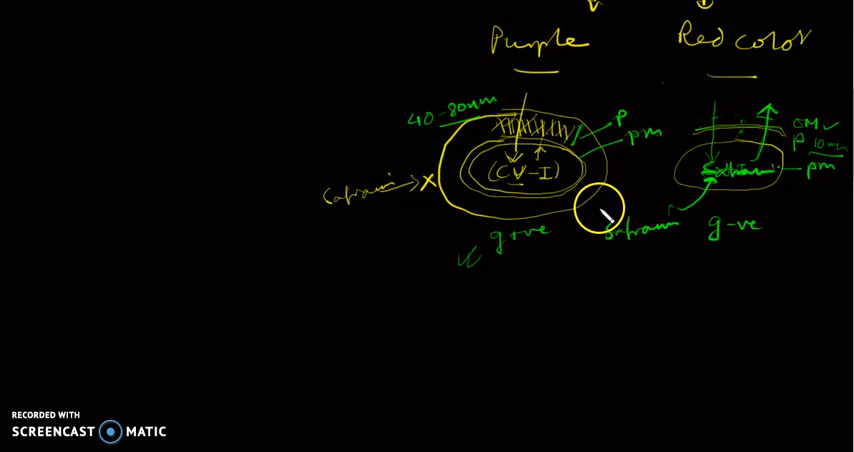 Purple
Red color
40-80nm
P
pm
(CV-I)
Safranin
X
g+ve
OM
P 10nm
pm
Safranin
Safranin
g-ve
RECORDED WITH
SCREENCAST MATIC